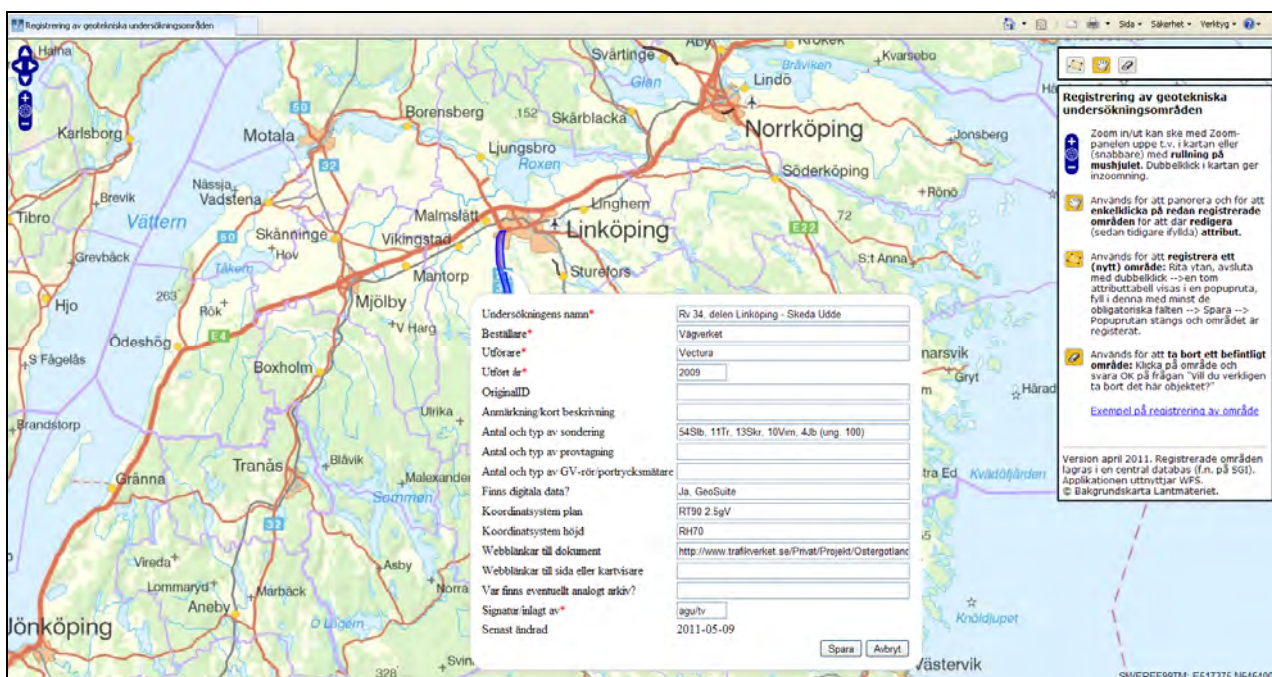 Registrering av geotekniska undersökningsområden
Sida Säkerhet Verktyg
Svärtinge
Åby
Krokek
Kvarsebo
Glan
Bråviken
Lindö
Karlsborg
Motala
50
Borensberg
152
Skärblacka
Norrköping
Jonsberg
32
Ljungsbro
Roxen
Söderköping
Tibro
Brevik
Nässja
Vadstena
Rönö
Vättern
Malmslätt
Linghem
Linköping
72
50
Skänninge
Vikingstad
E22
Grevbäck
Hov
Tåkern
Mantorp
Sturefors
S:t Anna
Hjo
263
Rök
Mjölby
Ödeshög
E4
V Harg
S Fågelås
Boxholm
Gryt
Brandstorp
Ulrika
Tranås
Blåvik
Malexander
Gränna
Sommen
Kvädöfjärden
32
Vireda
Asby
Lommaryd
Marbäck
Norra
Aneby
Jönköping
Knöldjupet
328
Västervik
Undersökningens namn* Rv 34, delen Linköping - Skeda Udde
Beställare* Vägverket
Utförare* Vectura
Utfört år* 2009
OriginalID
Anmärkning/kort beskrivning
Antal och typ av sondering 54Slb, 11Tr, 13Skr, 10Vim, 4Jb (ung. 100)
Antal och typ av provtagning
Antal och typ av GV-rör/portrycksmätare
Finns digitala data? Ja, GeoSuite
Koordinatsystem plan RT90 2.5gV
Koordinatsystem höjd RH70
Webblänkar till dokument http://www.trafikverket.se/Privat/Projekt/Ostergotland
Webblänkar till sida eller kartvisare
Var finns eventuellt analogt arkiv?
Signatur/inlagt av* agu/tv
Senast ändrad 2011-05-09
Spara Avbryt
Registrering av geotekniska
undersökningsområden
Zoom in/ut kan ske med Zoom-
panelen uppe t.v. i kartan eller
(snabbare) med rullning på
mushjulet. Dubbelklick i kartan ger
inzoomning.
Används för att panorera och för att
enkelklicka på redan registrerade
områden för att där redigera
(sedan tidigare ifyllda) attribut.
Används för att registrera ett
(nytt) område: Rita ytan, avsluta
med dubbelklick -->en tom
attributtabell visas i en popupruta,
fyll i denna med minst de
obligatoriska fälten --> Spara -->
Popuprutan stängs och området är
registerat.
Används för att ta bort ett befintligt
område: Klicka på område och
svara OK på frågan "Vill du verkligen
ta bort det här objektet?"
Exempel på registrering av område
Version april 2011. Registrerade områden
lagras i en central databas (f.n. på SGI).
Applikationen uttnyttjar WFS.
© Bakgrundskarta Lantmäteriet.